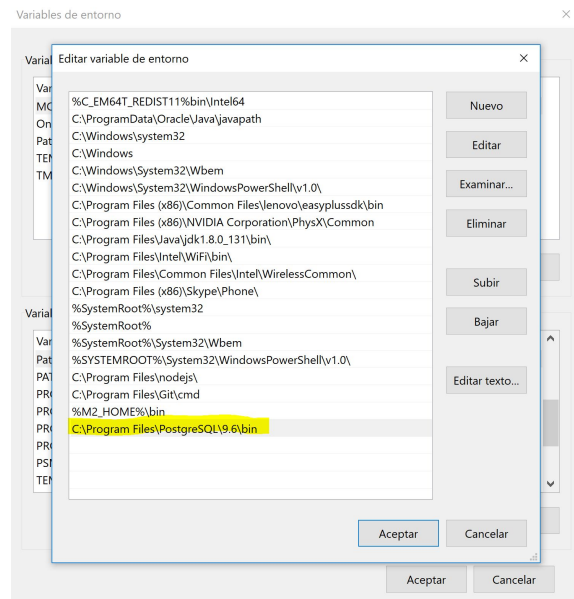 Variables de entorno
Editar variable de entorno
%C_EM64T_REDIST11%bin\Intel64
C:\ProgramData\Oracle\Java\javapath
C:\Windows\system32
C:\Windows
C:\Windows\System32\Wbem
C:\Windows\System32\WindowsPowerShell\v1.0\
C:\Program Files (x86)\Common Files\lenovo\easyplussdk\bin
C:\Program Files (x86)\NVIDIA Corporation\PhysX\Common
C:\Program Files\Java\jdk1.8.0_131\bin\
C:\Program Files\Intel\WiFi\bin\
C:\Program Files\Common Files\Intel\WirelessCommon\
C:\Program Files (x86)\Skype\Phone\
%SystemRoot%\system32
%SystemRoot%
%SystemRoot%\System32\Wbem
%SYSTEMROOT%\System32\WindowsPowerShell\v1.0\
C:\Program Files\nodejs\
C:\Program Files\Git\cmd
%M2_HOME%\bin
C:\Program Files\PostgreSQL\9.6\bin
Nuevo
Editar
Examinar...
Eliminar
Subir
Bajar
Editar texto...
Aceptar
Cancelar
Aceptar
Cancelar